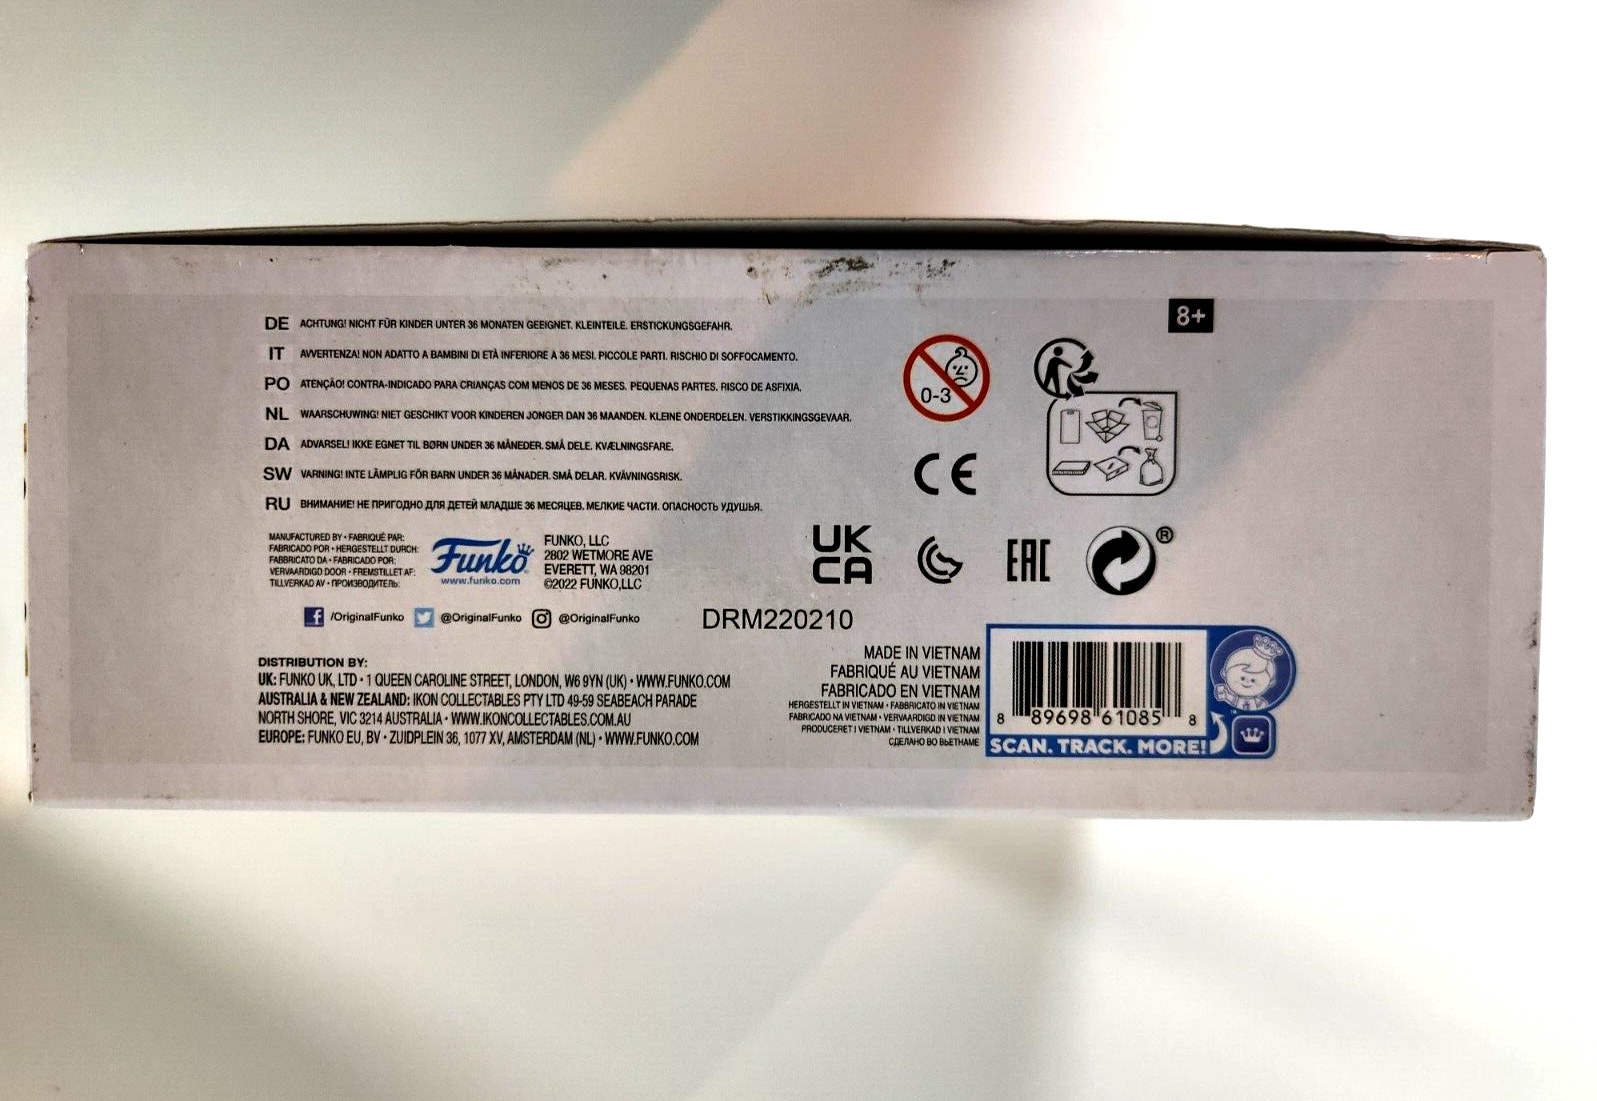 8+
DE ACHTUNG! NICHT FÜR KINDER UNTER 36 MONATEN GEEIGNET. KLEINTEILE. ERSTICKUNGSGEFAHR.
IT AVVERTENZA! NON ADATTO A BAMBINI DI ETÀ INFERIORE A 36 MESI. PICCOLE PARTI. RISCHIO DI SOFFOCAMENTO.
PO ATENÇÃO! CONTRA-INDICADO PARA CRIANÇAS COM MENOS DE 36 MESES. PEQUENAS PARTES. RISCO DE ASFIXIA.
NL WAARSCHUWING! NIET GESCHIKT VOOR KINDEREN JONGER DAN 36 MAANDEN. KLEINE ONDERDELEN. VERSTIKKINGSGEVAAR.
DA ADVARSEL! IKKE EGNET TIL BØRN UNDER 36 MÅNEDER. SMÅ DELE. KVÆLNINGSFARE.
SW VARNING! INTE LÄMPLIG FÖR BARN UNDER 36 MÅNADER. SMÅ DELAR. KVÄVNINGSRISK.
RU ВНИМАНИЕ! НЕ ПРИГОДНО ДЛЯ ДЕТЕЙ МЛАДШЕ 36 МЕСЯЦЕВ. МЕЛКИЕ ЧАСТИ. ОПАСНОСТЬ УДУШЬЯ.
0-3
CE
MANUFACTURED BY • FABRIQUÉ PAR:
FABRICADO POR • HERGESTELLT DURCH:
FABBRICATO DA • FABRICADO POR:
VERVAARDIGD DOOR • FREMSTILLET AF:
TILLVERKAD AV • ПРОИЗВОДИТЕЛЬ:
Funko
www.funko.com
FUNKO, LLC
2802 WETMORE AVE
EVERETT, WA 98201
©2022 FUNKO,LLC
UK
CA
EAC
®
/OriginalFunko @OriginalFunko @OriginalFunko
DRM220210
DISTRIBUTION BY:
UK: FUNKO UK, LTD • 1 QUEEN CAROLINE STREET, LONDON, W6 9YN (UK) • WWW.FUNKO.COM
AUSTRALIA & NEW ZEALAND: IKON COLLECTABLES PTY LTD 49-59 SEABEACH PARADE
NORTH SHORE, VIC 3214 AUSTRALIA • WWW.IKONCOLLECTABLES.COM.AU
EUROPE: FUNKO EU, BV • ZUIDPLEIN 36, 1077 XV, AMSTERDAM (NL) • WWW.FUNKO.COM
MADE IN VIETNAM
FABRIQUÉ AU VIETNAM
FABRICADO EN VIETNAM
HERGESTELLT IN VIETNAM • FABBRICATO IN VIETNAM
FABRICADO NA VIETNAM • VERVAARDIGD IN VIETNAM
PRODUCERET I VIETNAM • TILLVERKAD I VIETNAM
СДЕЛАНО ВО ВЬЕТНАМЕ
8 89698 61085 8
SCAN. TRACK. MORE!